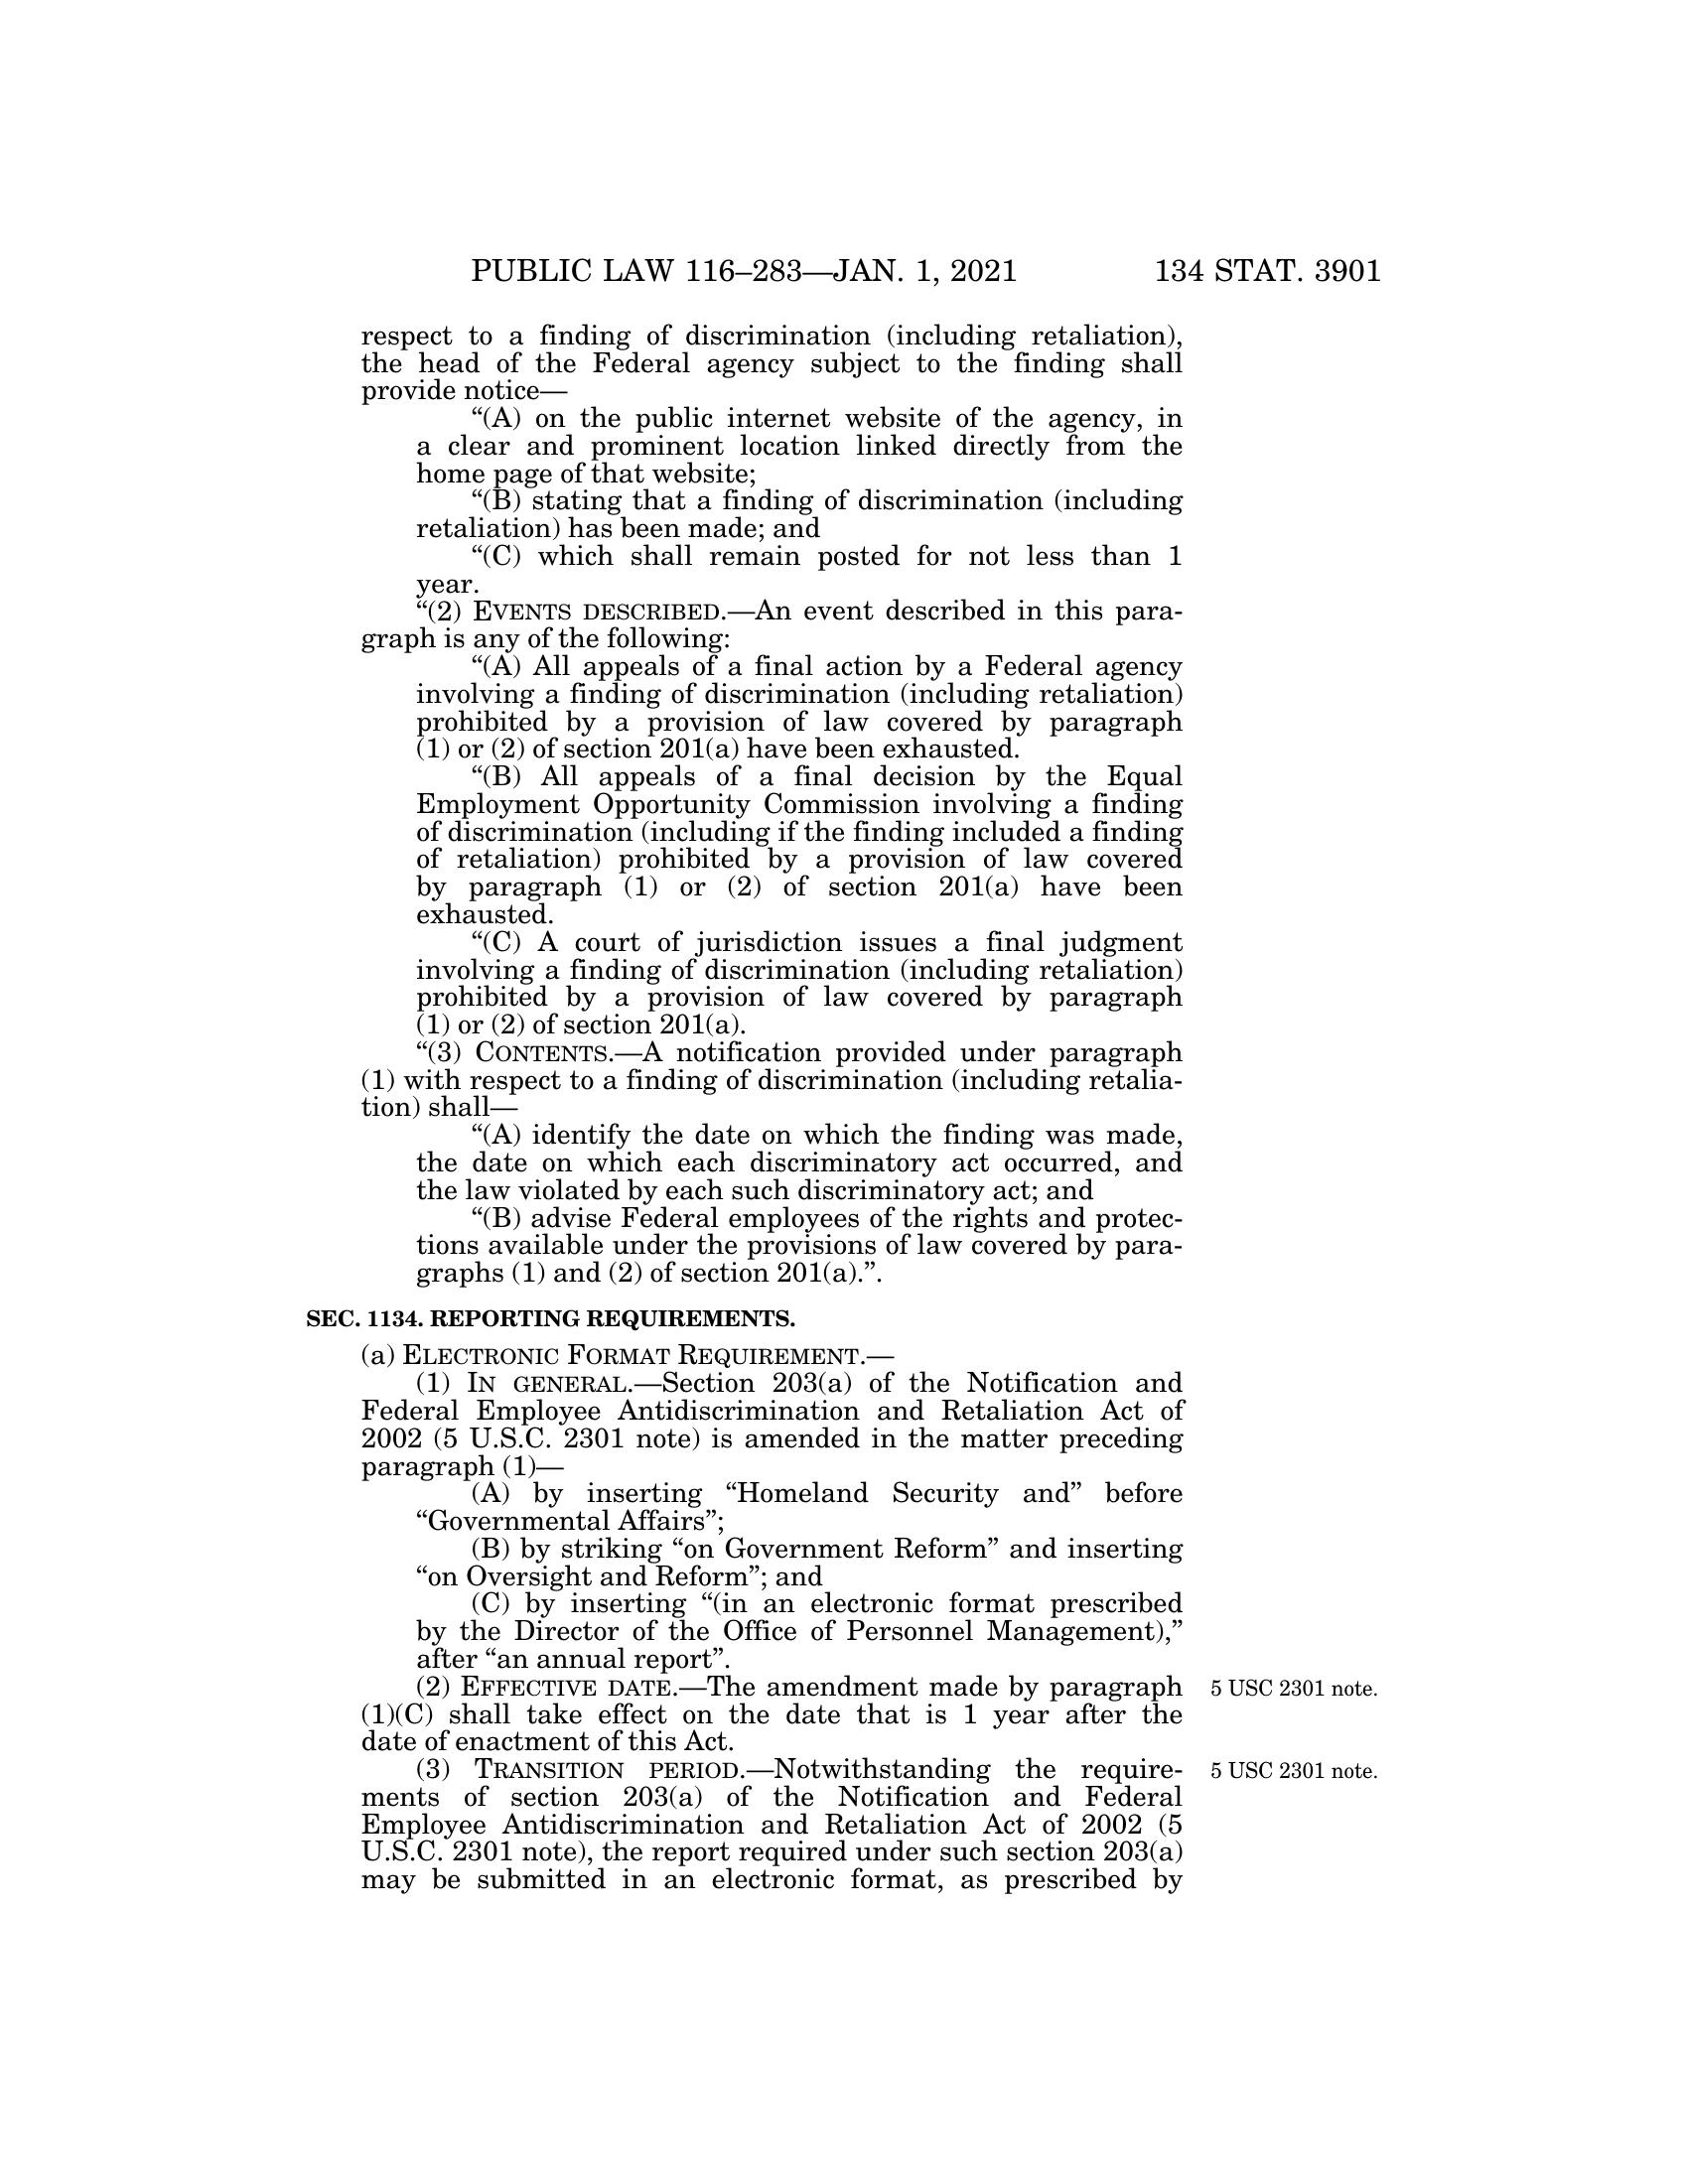 PUBLIC LAW 116–283—JAN. 1, 2021 134 STAT. 3901
respect to a finding of discrimination (including retaliation),
the head of the Federal agency subject to the finding shall
provide notice—
“(A) on the public internet website of the agency, in
a clear and prominent location linked directly from the
home page of that website;
“(B) stating that a finding of discrimination (including
retaliation) has been made; and
“(C) which shall remain posted for not less than 1
year.
“(2) EVENTS DESCRIBED.—An event described in this para-
graph is any of the following:
“(A) All appeals of a final action by a Federal agency
involving a finding of discrimination (including retaliation)
prohibited by a provision of law covered by paragraph
(1) or (2) of section 201(a) have been exhausted.
“(B) All appeals of a final decision by the Equal
Employment Opportunity Commission involving a finding
of discrimination (including if the finding included a finding
of retaliation) prohibited by a provision of law covered
by paragraph (1) or (2) of section 201(a) have been
exhausted.
“(C) A court of jurisdiction issues a final judgment
involving a finding of discrimination (including retaliation)
prohibited by a provision of law covered by paragraph
(1) or (2) of section 201(a).
“(3) CONTENTS.—A notification provided under paragraph
(1) with respect to a finding of discrimination (including retalia-
tion) shall—
“(A) identify the date on which the finding was made,
the date on which each discriminatory act occurred, and
the law violated by each such discriminatory act; and
“(B) advise Federal employees of the rights and protec-
tions available under the provisions of law covered by para-
graphs (1) and (2) of section 201(a).”.
SEC. 1134. REPORTING REQUIREMENTS.
(a) ELECTRONIC FORMAT REQUIREMENT.—
(1) IN GENERAL.—Section 203(a) of the Notification and
Federal Employee Antidiscrimination and Retaliation Act of
2002 (5 U.S.C. 2301 note) is amended in the matter preceding
paragraph (1)—
(A) by inserting “Homeland Security and” before
“Governmental Affairs”;
(B) by striking “on Government Reform” and inserting
“on Oversight and Reform”; and
(C) by inserting “(in an electronic format prescribed
by the Director of the Office of Personnel Management),”
after “an annual report”.
(2) EFFECTIVE DATE.—The amendment made by paragraph 5 USC 2301 note.
(1)(C) shall take effect on the date that is 1 year after the
date of enactment of this Act.
(3) TRANSITION PERIOD.—Notwithstanding the require- 5 USC 2301 note.
ments of section 203(a) of the Notification and Federal
Employee Antidiscrimination and Retaliation Act of 2002 (5
U.S.C. 2301 note), the report required under such section 203(a)
may be submitted in an electronic format, as prescribed by